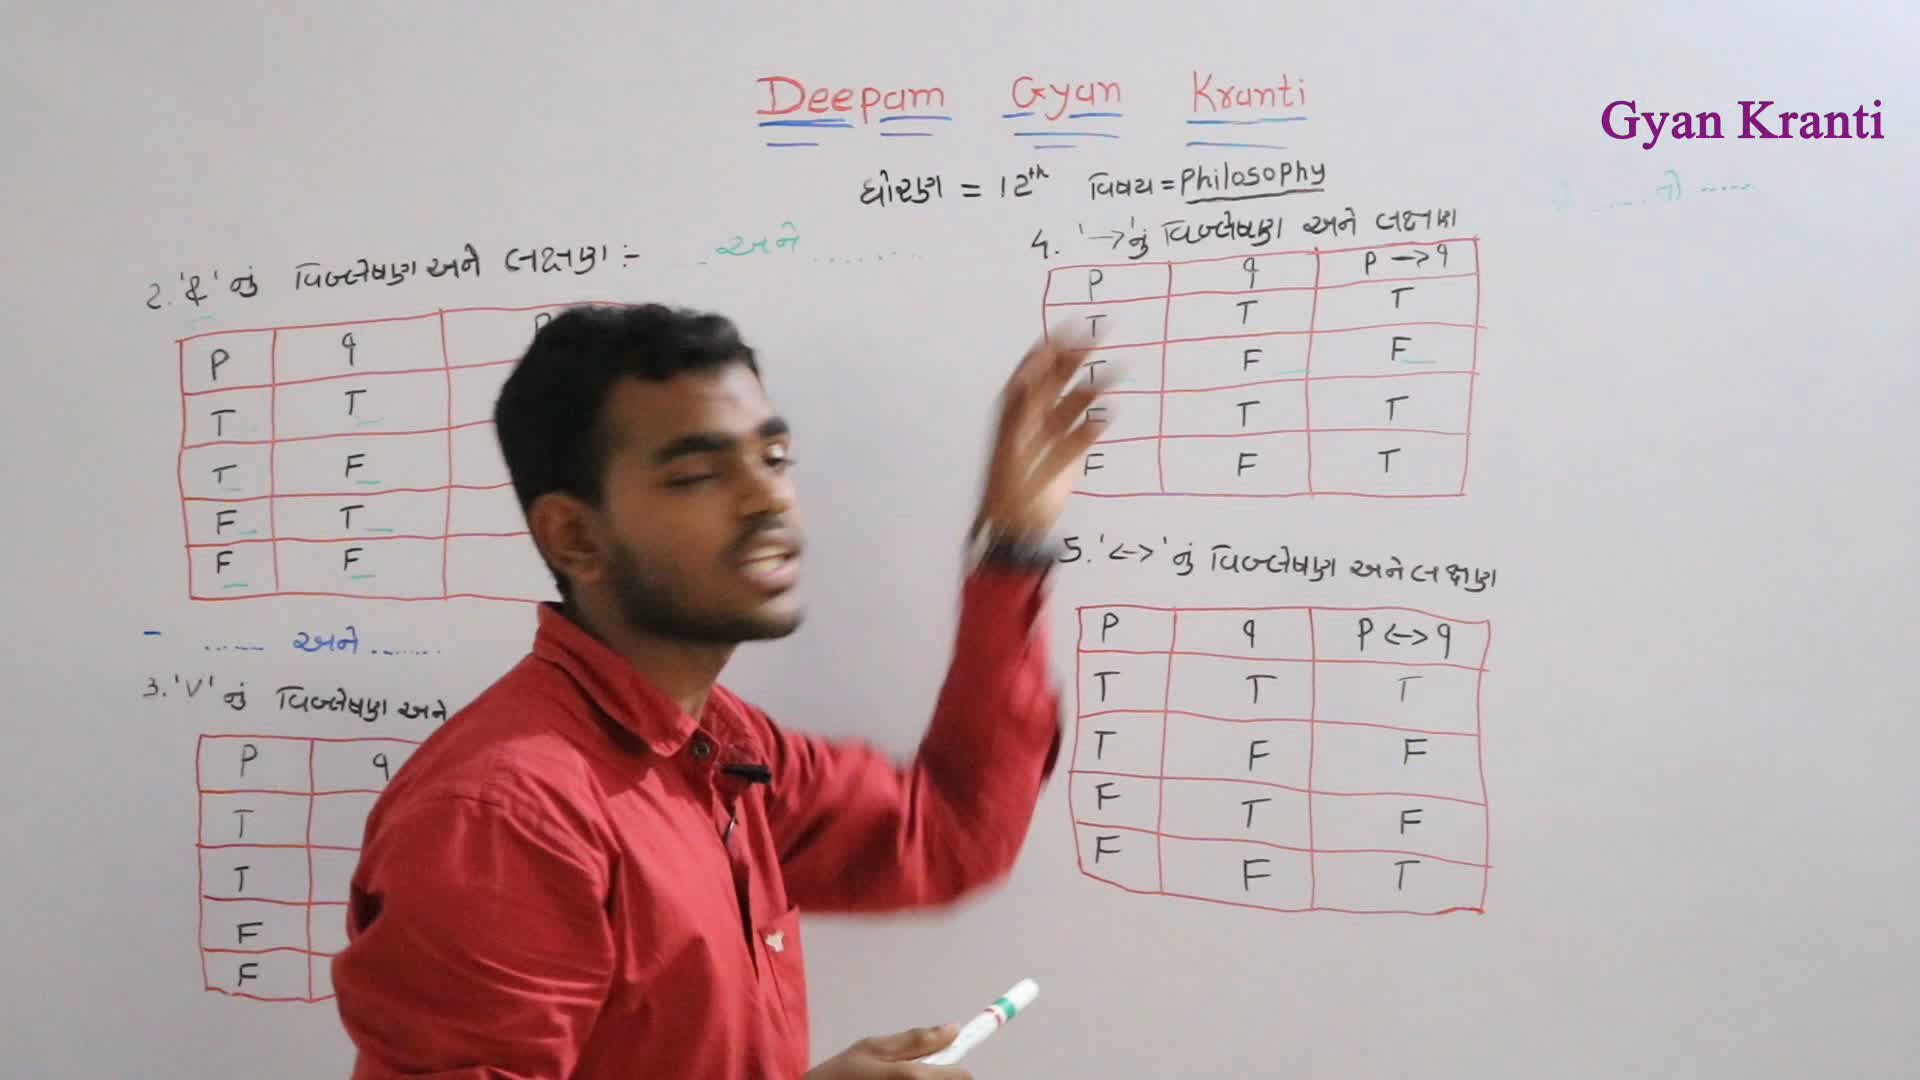 Deepam Gyan Kranti
Gyan Kranti
ધોરણ = 12th વિષય = Philosophy
2. '&' નું વિશ્લેષણ અને લક્ષણ :-
... અને .......
P q P
T T
T F
F T
F F
- ...... અને .......
3. 'V' નું વિશ્લેષણ અને
P q
T
T
F
F
.... તો .....
4. '→' નું વિશ્લેષણ અને લક્ષણ
P q P → q
T T T
T F F
F T T
F F T
5. '<->' નું વિશ્લેષણ અને લક્ષણ
P q P <-> q
T T T
T F F
F T F
F F T